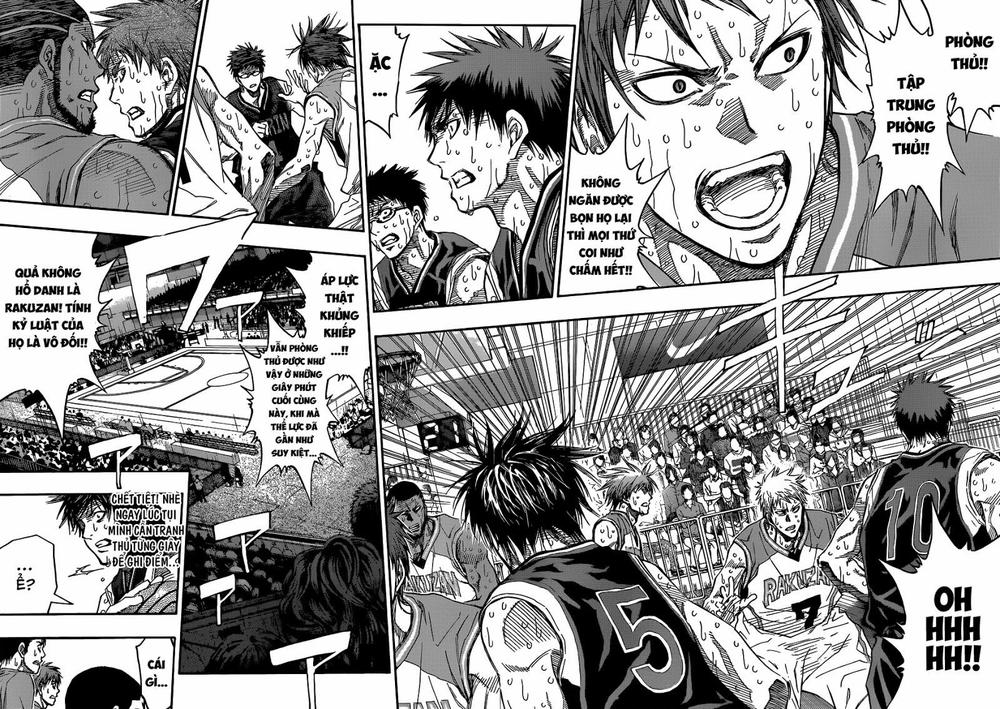 PHÒNG
THỦ!!
TẬP
TRUNG
PHÒNG
THỦ!!
KHÔNG
NGĂN ĐƯỢC
BỌN HỌ LẠI
THÌ MỌI THỨ
COI NHƯ
CHẤM HẾT!!
ẶC
...
OH
HHH
HH!!
10
5
RAKUZAN
7
RAKUZAN
21
ÁP LỰC
THẬT
KHỦNG
KHIẾP
...!!
VẪN PHÒNG
THỦ ĐƯỢC NHƯ
VẬY Ở NHỮNG
GIÂY PHÚT
CUỐI CÙNG
NÀY, KHI MÀ
THỂ LỰC ĐÃ
GẦN NHƯ
SUY KIỆT...
QUẢ KHÔNG
HỔ DANH LÀ
RAKUZAN! TÍNH
KỶ LUẬT CỦA
HỌ LÀ VÔ ĐỐI!!
CHẾT TIỆT! NHÈ
NGAY LÚC TỤI
MÌNH CẦN TRANH
THỦ TỪNG GIÂY
ĐỂ GHI ĐIỂM...
...
Ể?
CÁI
GÌ...